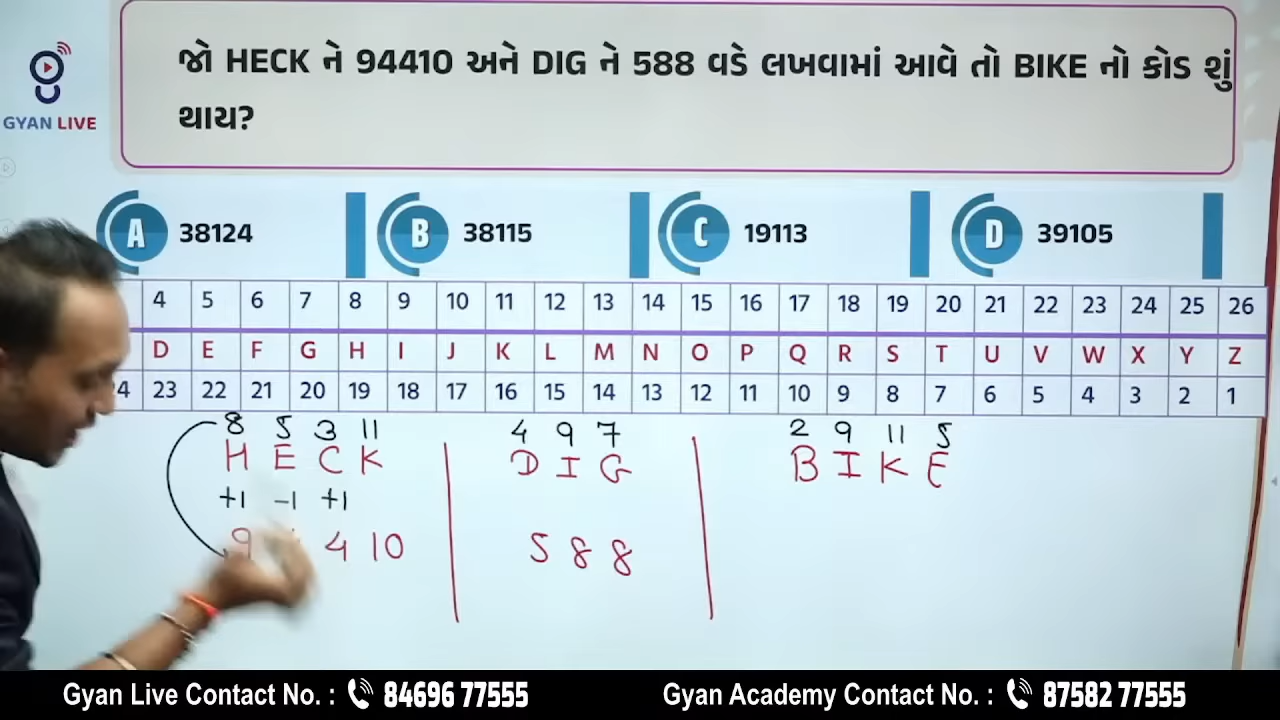 જો HECK ને 94410 અને DIG ને 588 વડે લખવામાં આવે તો BIKE નો કોડ શું
થાય?
GYAN LIVE
A 38124 B 38115 C 19113 D 39105
4 5 6 7 8 9 10 11 12 13 14 15 16 17 18 19 20 21 22 23 24 25 26
D E F G H I J K L M N O P Q R S T U V W X Y Z
4 23 22 21 20 19 18 17 16 15 14 13 12 11 10 9 8 7 6 5 4 3 2 1
8 5 3 11 4 9 7 2 9 11 5
H E C K D I G B I K E
+1 -1 +1
9 4 10 5 8 8
Gyan Live Contact No. : 84696 77555 Gyan Academy Contact No. : 87582 77555